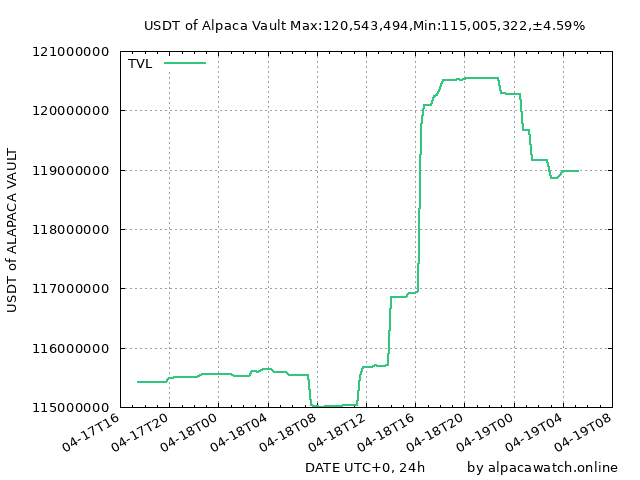 USDT of Alpaca Vault Max:120,543,494,Min:115,005,322,±4.59%
TVL
121000000
120000000
119000000
118000000
117000000
116000000
115000000
USDT of ALAPACA VAULT
04-17T16
04-17T20
04-18T00
04-18T04
04-18T08
04-18T12
04-18T16
04-18T20
04-19T00
04-19T04
04-19T08
DATE UTC+0, 24h
by alpacawatch.online